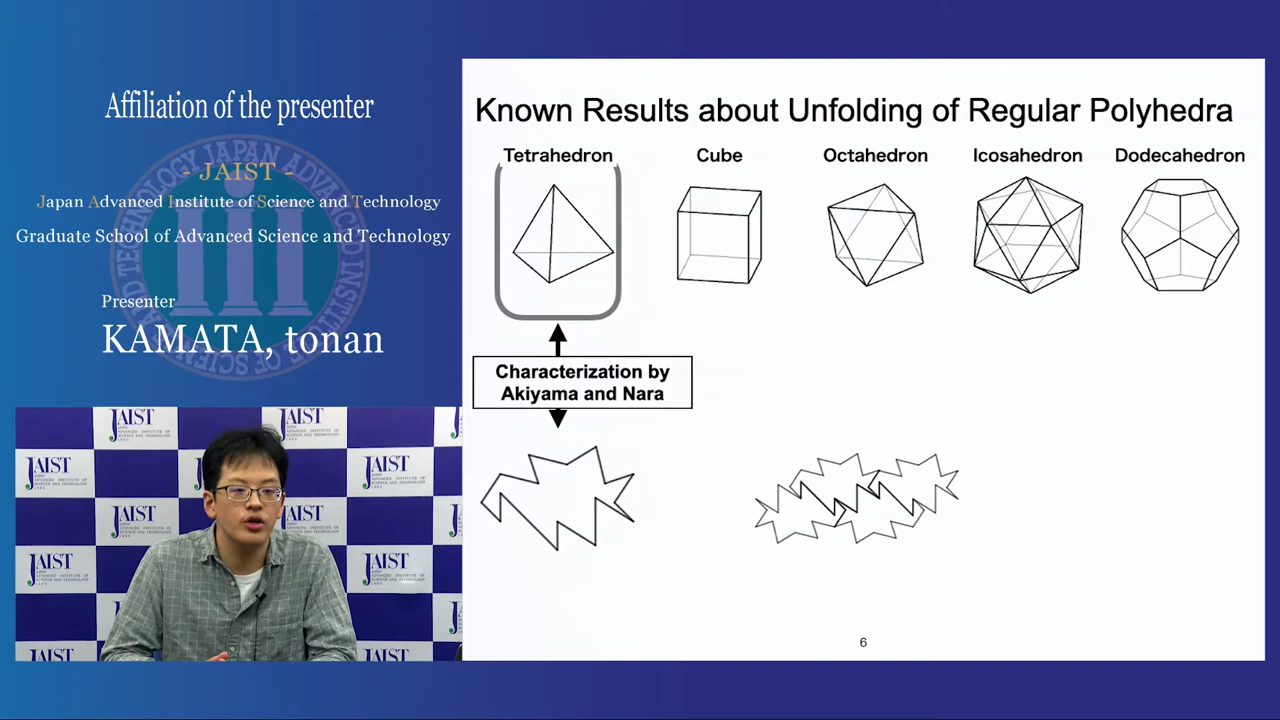 Affiliation of the presenter
- JAIST -
Japan Advanced Institute of Science and Technology
Graduate School of Advanced Science and Technology
Presenter
KAMATA, tonan
Known Results about Unfolding of Regular Polyhedra
Tetrahedron
Cube
Octahedron
Icosahedron
Dodecahedron
Characterization by
Akiyama and Nara
6
JAIST
JAIST
JAIST
JAIST
JAIST
JAIST
JAIST
JAIST
JAIST